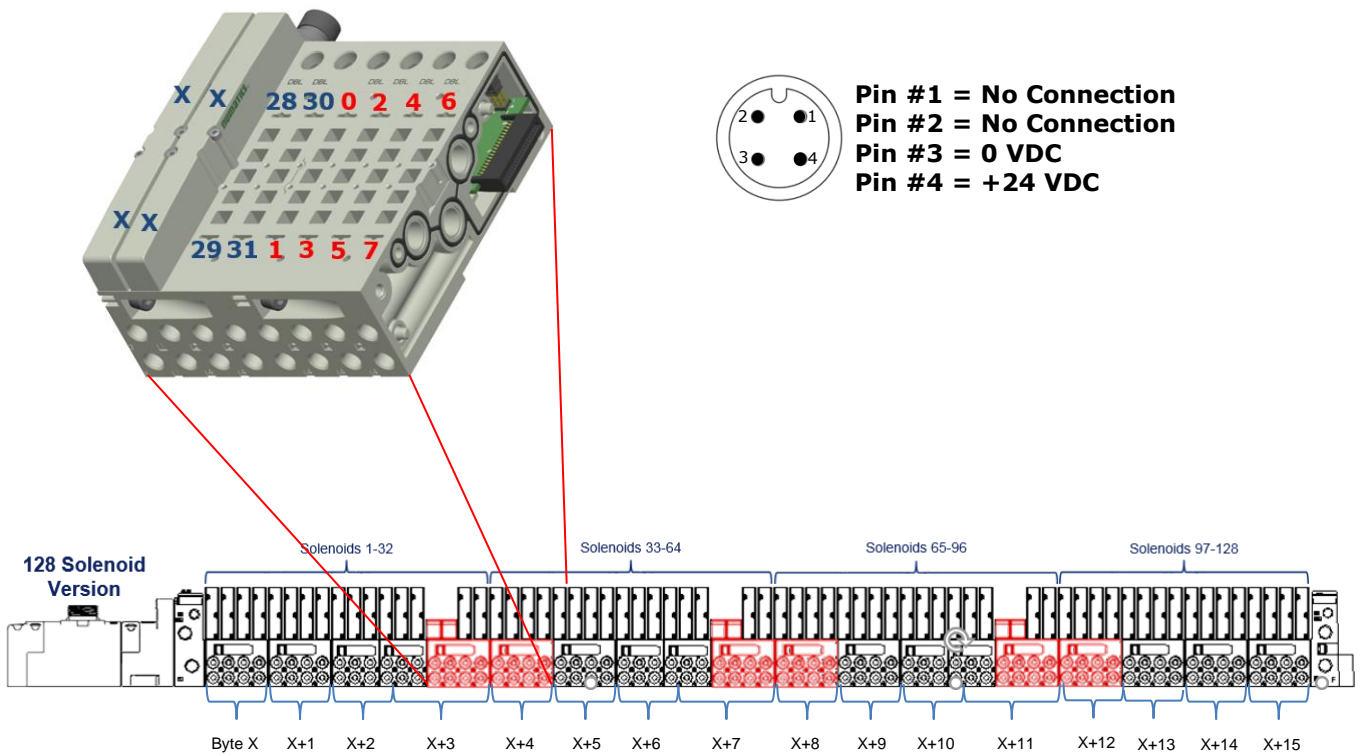 X X 28 30 0 2 4 6
DBL DBL DBL DBL DBL DBL
X X
29 31 1 3 5 7
2 1
3 4
Pin #1 = No Connection
Pin #2 = No Connection
Pin #3 = 0 VDC
Pin #4 = +24 VDC
128 Solenoid
Version
Solenoids 1-32 Solenoids 33-64 Solenoids 65-96 Solenoids 97-128
Byte X X+1 X+2 X+3 X+4 X+5 X+6 X+7 X+8 X+9 X+10 X+11 X+12 X+13 X+14 X+15